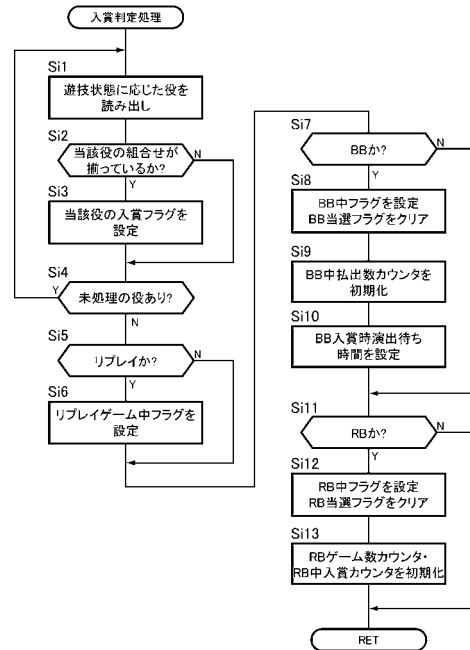 入賞判定処理
Si1
遊技状態に応じた役を
読み出し
Si2
当該役の組合せが
揃っているか?
N
Y
Si3
当該役の入賞フラグを
設定
Si4
Y
未処理の役あり?
N
Si5
リプレイか?
N
Y
Si6
リプレイゲーム中フラグを
設定
Si7
BBか?
N
Y
Si8
BB中フラグを設定
BB当選フラグをクリア
Si9
BB中払出数カウンタを
初期化
Si10
BB入賞時演出待ち
時間を設定
Si11
RBか?
N
Y
Si12
RB中フラグを設定
RB当選フラグをクリア
Si13
RBゲーム数カウンタ・
RB中入賞カウンタを初期化
RET